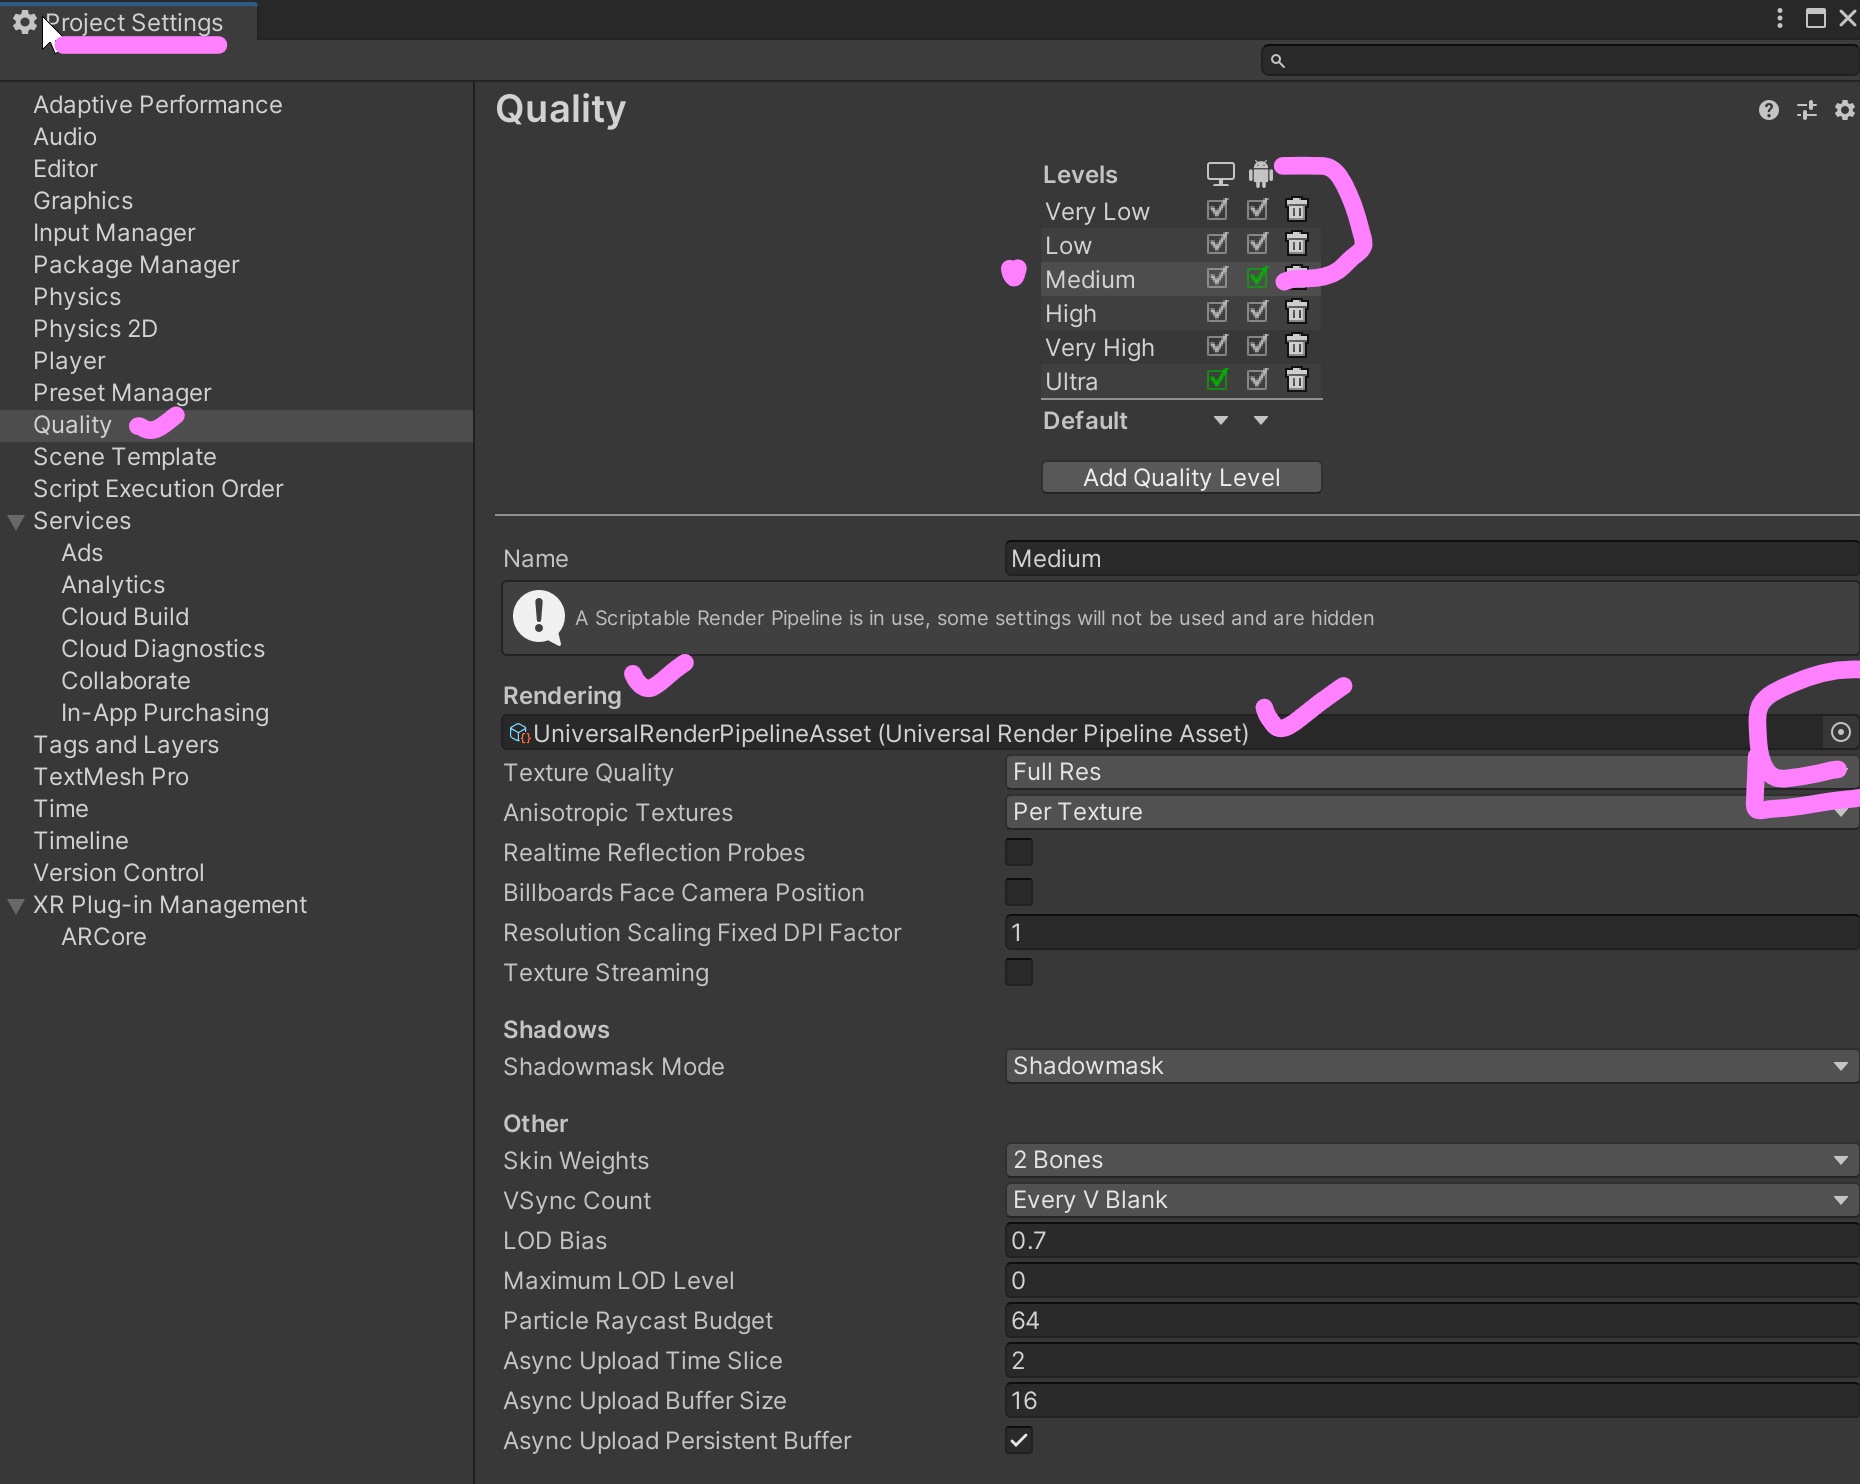 Project Settings
Adaptive Performance
Audio
Editor
Graphics
Input Manager
Package Manager
Physics
Physics 2D
Player
Preset Manager
Quality
Scene Template
Script Execution Order
Services
Ads
Analytics
Cloud Build
Cloud Diagnostics
Collaborate
In-App Purchasing
Tags and Layers
TextMesh Pro
Time
Timeline
Version Control
XR Plug-in Management
ARCore
Quality
Levels
Very Low
Low
Medium
High
Very High
Ultra
Default
Add Quality Level
Name Medium
A Scriptable Render Pipeline is in use, some settings will not be used and are hidden
Rendering
UniversalRenderPipelineAsset (Universal Render Pipeline Asset)
Texture Quality Full Res
Anisotropic Textures Per Texture
Realtime Reflection Probes
Billboards Face Camera Position
Resolution Scaling Fixed DPI Factor 1
Texture Streaming
Shadows
Shadowmask Mode Shadowmask
Other
Skin Weights 2 Bones
VSync Count Every V Blank
LOD Bias 0.7
Maximum LOD Level 0
Particle Raycast Budget 64
Async Upload Time Slice 2
Async Upload Buffer Size 16
Async Upload Persistent Buffer